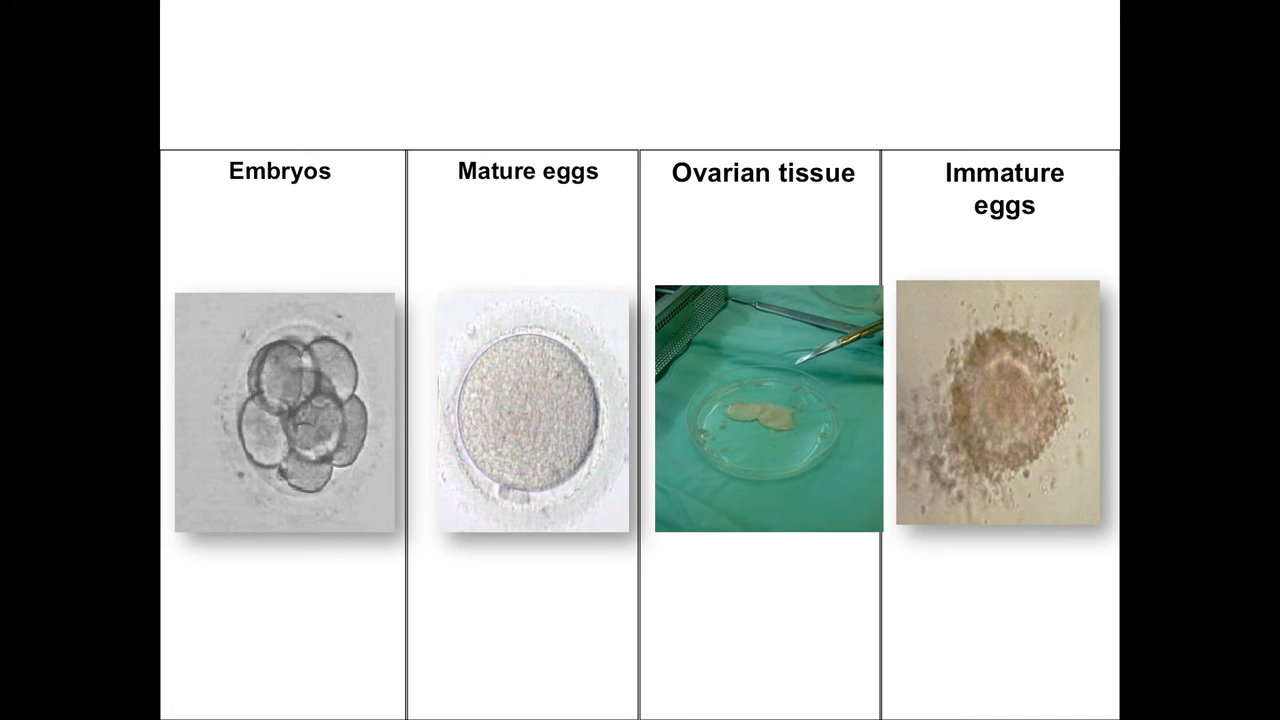 Embryos
Mature eggs
Ovarian tissue
Immature
eggs